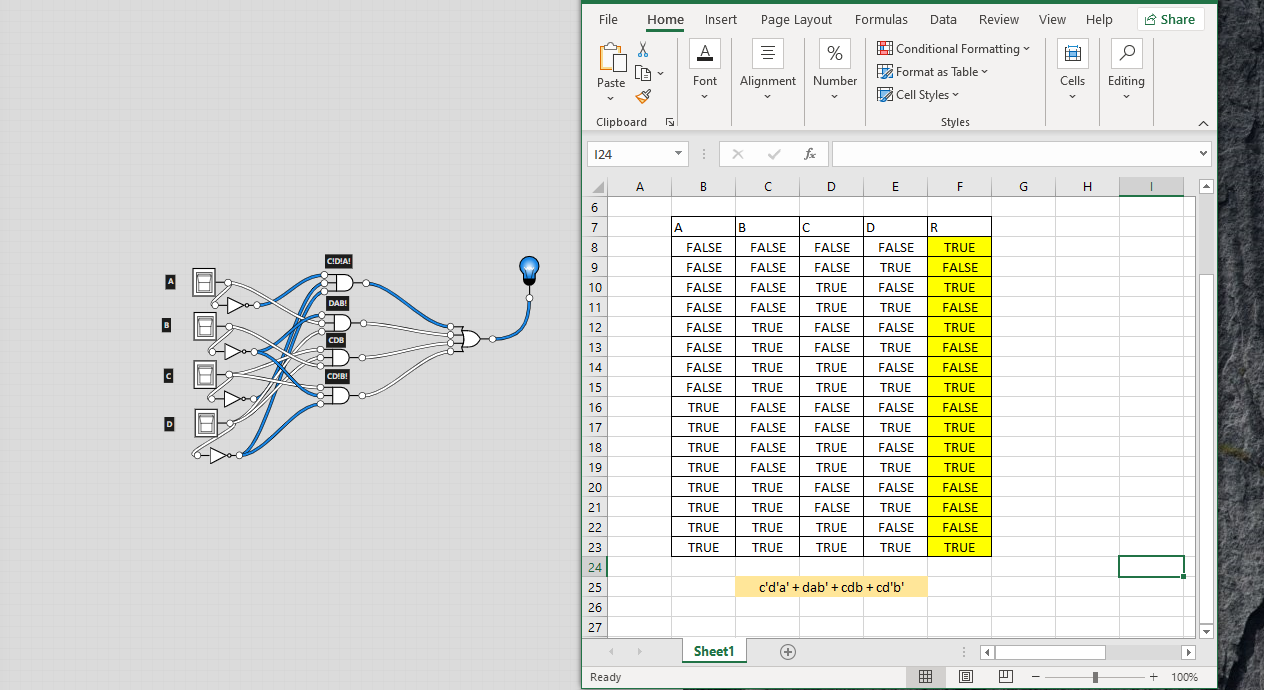 C!D!A!
A
DAB!
B
CDB
C
CD!B!
D
File Home Insert Page Layout Formulas Data Review View Help Share
Paste
Clipboard
A
Font
Alignment
%
Number
Conditional Formatting
Format as Table
Cell Styles
Styles
Cells
Editing
I24
fx
A B C D E F G H I
6
7 A B C D R
8 FALSE FALSE FALSE FALSE TRUE
9 FALSE FALSE FALSE TRUE FALSE
10 FALSE FALSE TRUE FALSE TRUE
11 FALSE FALSE TRUE TRUE FALSE
12 FALSE TRUE FALSE FALSE TRUE
13 FALSE TRUE FALSE TRUE FALSE
14 FALSE TRUE TRUE FALSE FALSE
15 FALSE TRUE TRUE TRUE TRUE
16 TRUE FALSE FALSE FALSE FALSE
17 TRUE FALSE FALSE TRUE TRUE
18 TRUE FALSE TRUE FALSE TRUE
19 TRUE FALSE TRUE TRUE TRUE
20 TRUE TRUE FALSE FALSE FALSE
21 TRUE TRUE FALSE TRUE FALSE
22 TRUE TRUE TRUE FALSE FALSE
23 TRUE TRUE TRUE TRUE TRUE
24
25 c'd'a' + dab' + cdb + cd'b'
26
27
Sheet1
Ready
100%